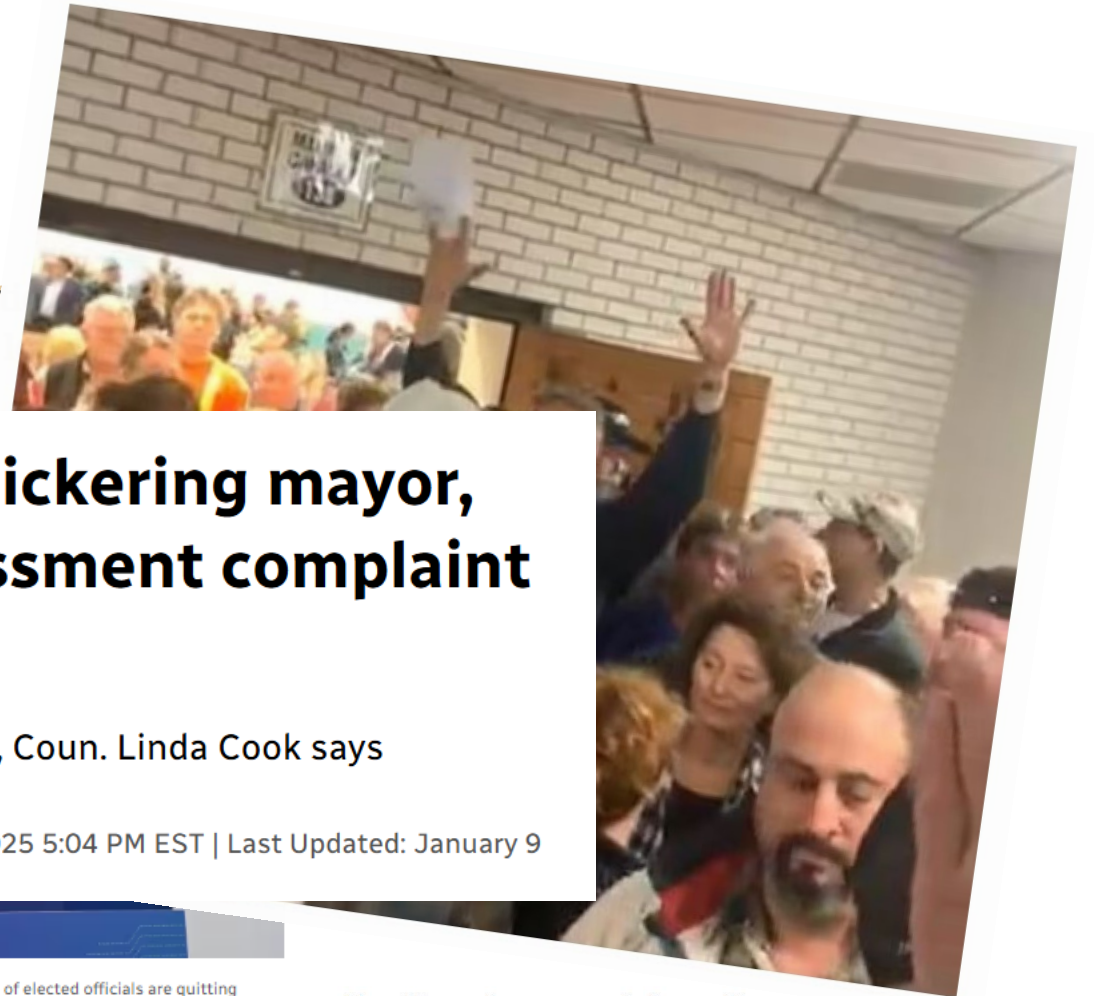 ickering mayor,
ssment complaint
, Coun. Linda Cook says
25 5:04 PM EST | Last Updated: January 9
of elected officials are quitting